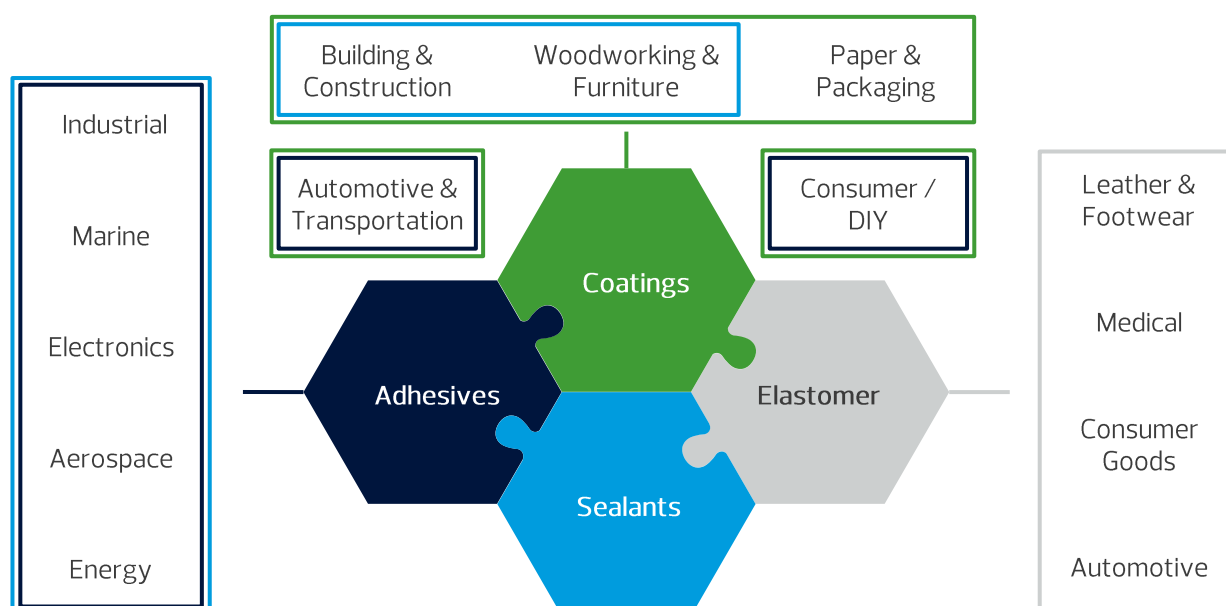 Building &
Construction
Woodworking &
Furniture
Paper &
Packaging
Industrial
Marine
Electronics
Aerospace
Energy
Automotive &
Transportation
Consumer /
DIY
Coatings
Adhesives
Elastomer
Sealants
Leather &
Footwear
Medical
Consumer
Goods
Automotive